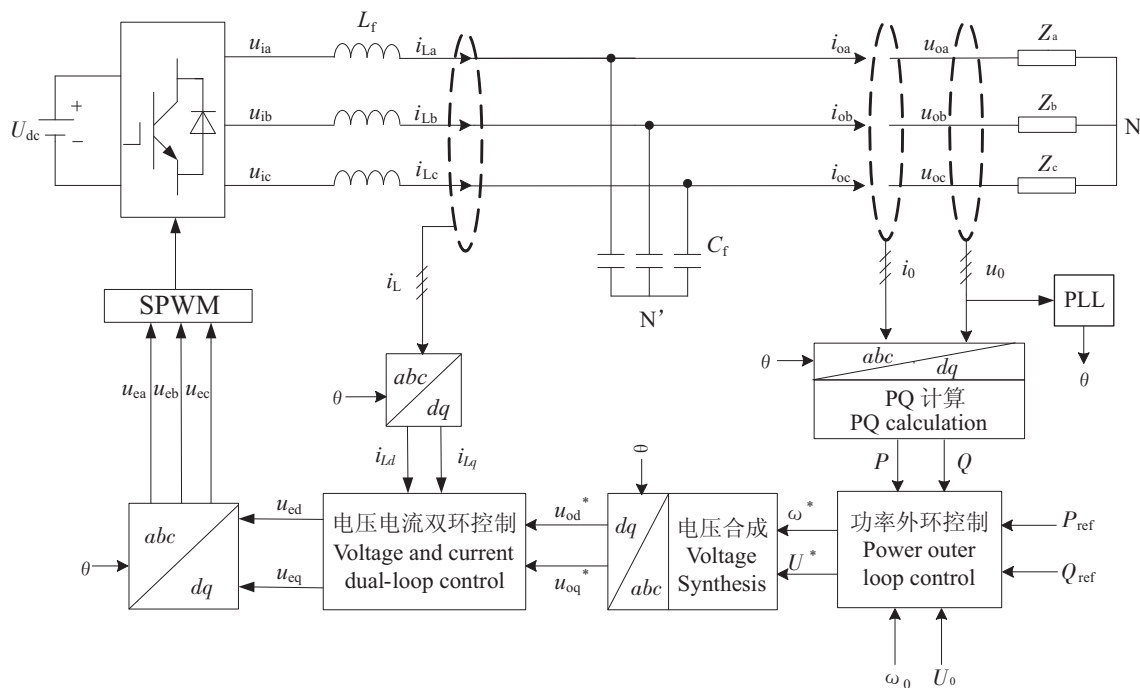 L_f
u_ia
i_La
i_oa
u_oa
Z_a
+
U_dc
−
u_ib
i_Lb
i_ob
u_ob
Z_b
N
u_ic
i_Lc
i_oc
u_oc
Z_c
C_f
i_L
i_0
u_0
SPWM
N’
PLL
θ
abc
dq
θ
θ
abc
dq
PQ 计算
PQ calculation
u_ea
u_eb
u_ec
i_Ld
i_Lq
θ
P
Q
abc
dq
θ
u_ed
u_eq
电压电流双环控制
Voltage and current
dual-loop control
u_od*
u_oq*
dq
abc
电压合成
Voltage
Synthesis
ω*
U*
功率外环控制
Power outer
loop control
P_ref
Q_ref
ω_0
U_0